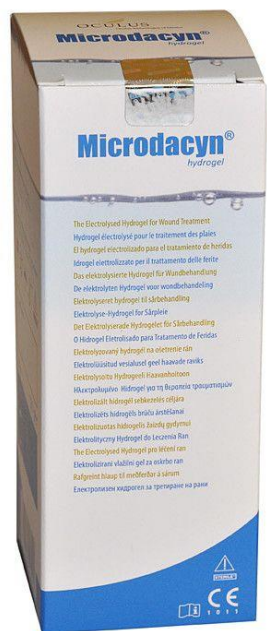 OCULUS
Microdacyn®
hydrogel
Microdacyn®
hydrogel
The Electrolysed Hydrogel for Wound Treatment
Hydrogel électrolysé pour le traitement des plaies
El hydrogel electrolizado para el tratamiento de heridas
Idrogel elettrolizzato per il trattamento delle ferite
Das elektrolysierte Hydrogel für Wundbehandlung
De elektrolyten Hydrogel voor wondbehandeling
Elektrolyseret hydrogel til sårbehandling
Elektrolyse-Hydrogel for Sårpleie
Det Elektrolyserade Hydrogelet för Sårbehandling
O Hidrogel Eletrolisado para Tratamento de Feridas
Elektrolyzovaný hydrogel na ošetrenie ran
Elektrolüüsitud vesialusel geel haavade raviks
Elektrolysoitu Hydrogeeli Haavanhoitoon
Ηλεκτρολυμένο Hidrogel για τη θεραπεία τραυματισμών
Elektrolizált hidrogél sebkezelés céljára
Elektrolizēts hidrogēls brūču ārstēšanai
Elektrolizuotas hidrogelis žaizdų gydymui
Elektrolityczny Hydrogel do Leczenia Ran
The Electrolysed Hydrogel pro léčení ran
Elektrolizirani vlažilni gel za oskrbo ran
Rafgreint hlaup til meðferðar á sárum
Електролизен хидрогел за третиране на рани
STERILE
CE
1011